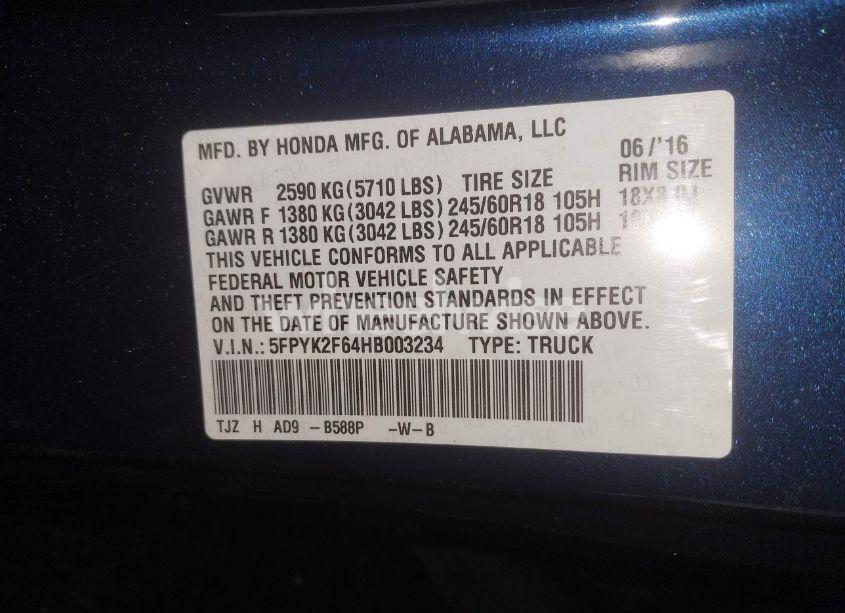 MFD. BY HONDA MFG. OF ALABAMA, LLC 06/'16
GVWR 2590 KG(5710 LBS) TIRE SIZE RIM SIZE
GAWR F 1380 KG(3042 LBS) 245/60R18 105H 18X8.0J
GAWR R 1380 KG(3042 LBS) 245/60R18 105H
THIS VEHICLE CONFORMS TO ALL APPLICABLE
FEDERAL MOTOR VEHICLE SAFETY
AND THEFT PREVENTION STANDARDS IN EFFECT
ON THE DATE OF MANUFACTURE SHOWN ABOVE.
V.I.N.: 5FPYK2F64HB003234 TYPE: TRUCK
TJZ H AD9 -B588P -W-B